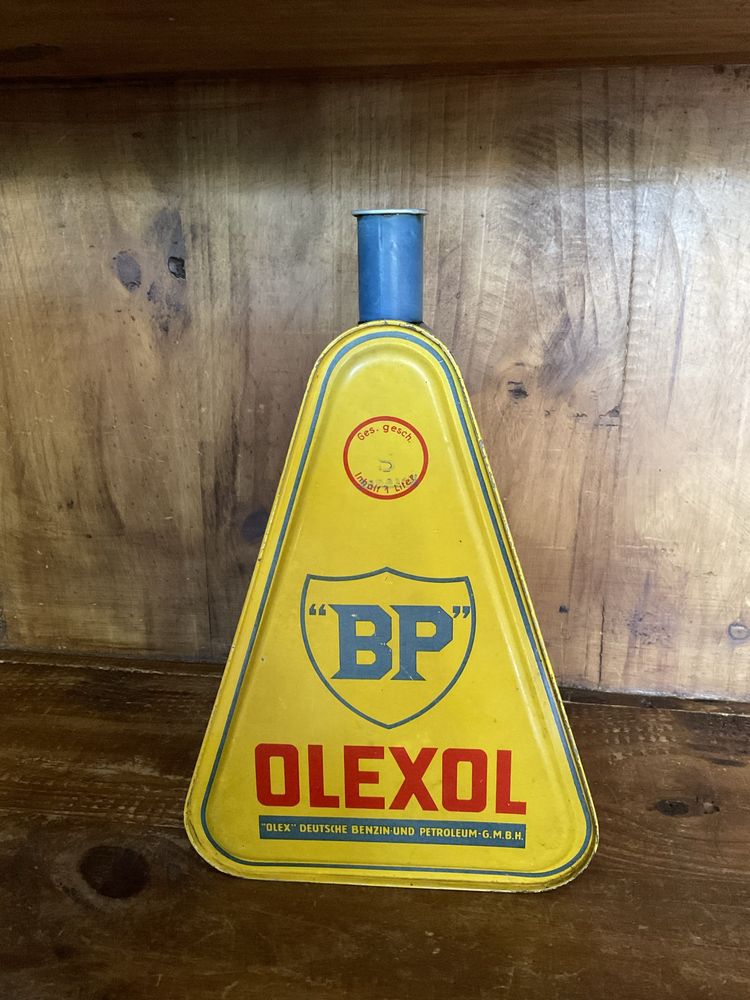 Ges. gesch.
S
Inhalt 1 Liter
"BP"
OLEXOL
"OLEX" DEUTSCHE BENZIN-UND PETROLEUM-G.M.B.H.